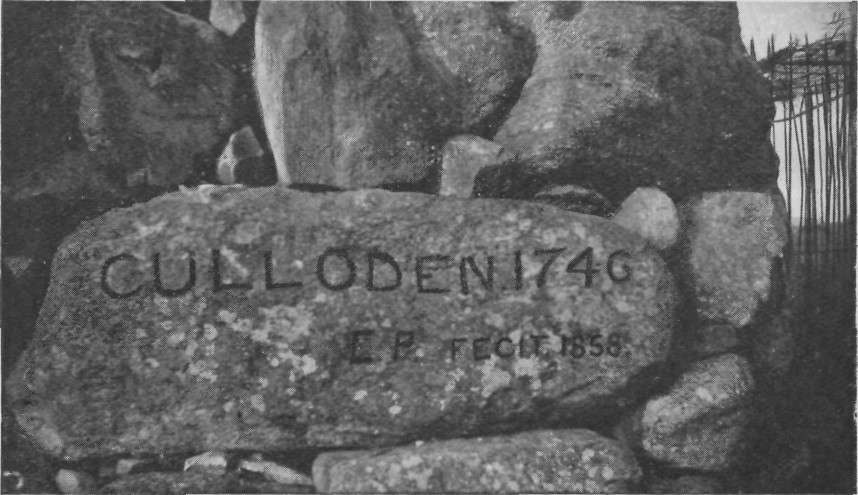 CULLODEN. 1746
E. P. FECIT. 1858.